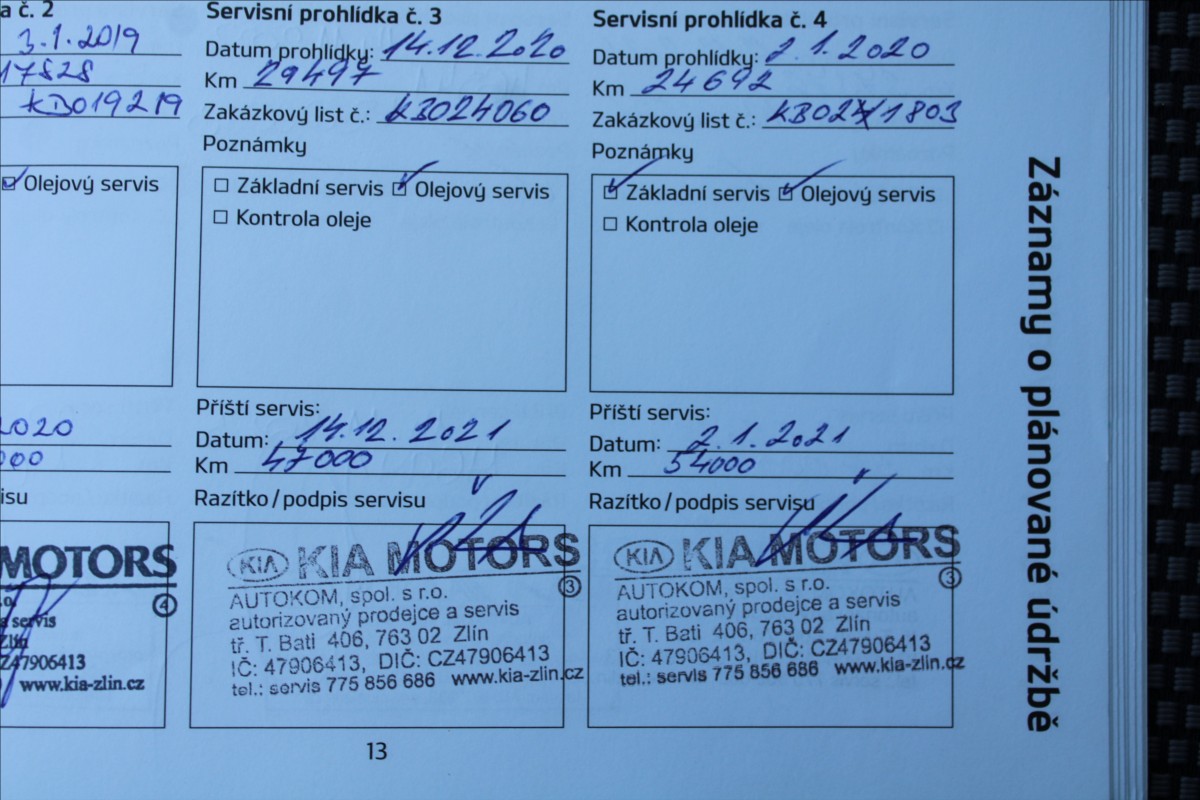 a č. 2
3.1.2019
17828
KB019219
Olejový servis
2020
000
isu
MOTORS
4
.o.
a servis
Zlín
Z47906413
www.kia-zlin.cz
Servisní prohlídka č. 3
Datum prohlídky: 14.12.2020
Km 29497
Zakázkový list č.: KB024060
Poznámky
Základní servis Olejový servis
Kontrola oleje
Příští servis:
Datum: 14.12.2021
Km 47000
Razítko/podpis servisu
KIA KIA MOTORS
3
AUTOKOM, spol. s r.o.
autorizovaný prodejce a servis
tř. T. Bati 406, 763 02 Zlín
IČ: 47906413, DIČ: CZ47906413
tel.: servis 775 856 686 www.kia-zlin.cz
Servisní prohlídka č. 4
Datum prohlídky: 2.1.2020
Km 24692
Zakázkový list č.:
Poznámky
Základní servis Olejový servis
Kontrola oleje
Příští servis:
Datum: 2.1.2021
Km 54000
Razítko/podpis servisu
KIA KIA MOTORS
3
AUTOKOM, spol. s r.o.
autorizovaný prodejce a servis
tř. T. Bati 406, 763 02 Zlín
IČ: 47906413, DIČ: CZ47906413
tel.: servis 775 856 686 www.kia-zlin.cz
Záznamy o plánované údržbě
13